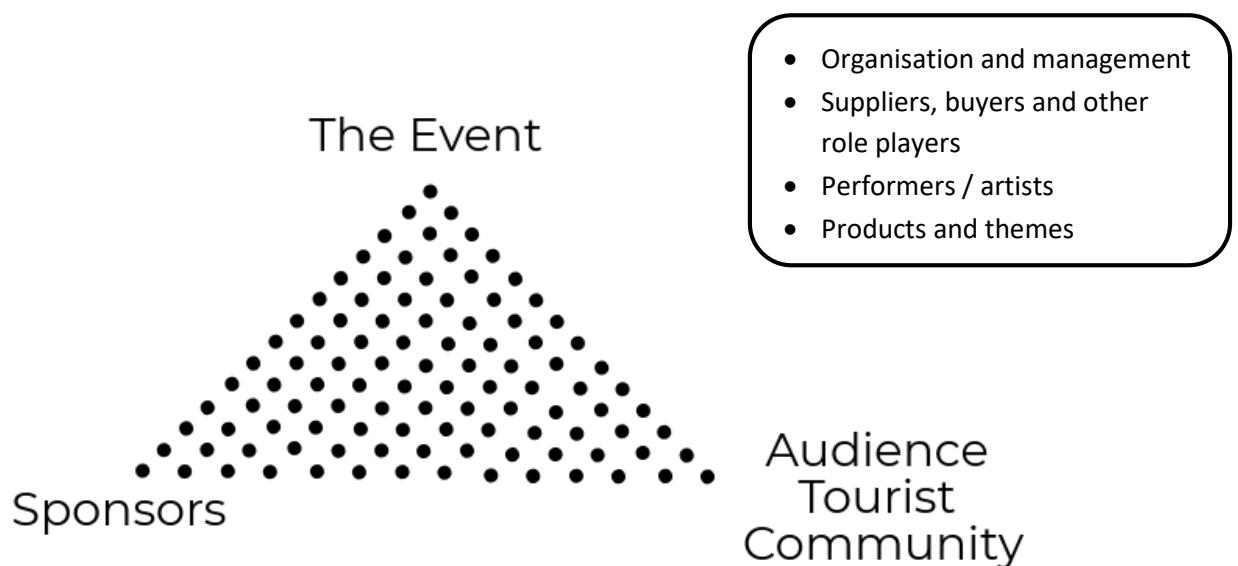 • Organisation and management
• Suppliers, buyers and other
role players
• Performers / artists
• Products and themes
The Event
Sponsors
Audience
Tourist
Community